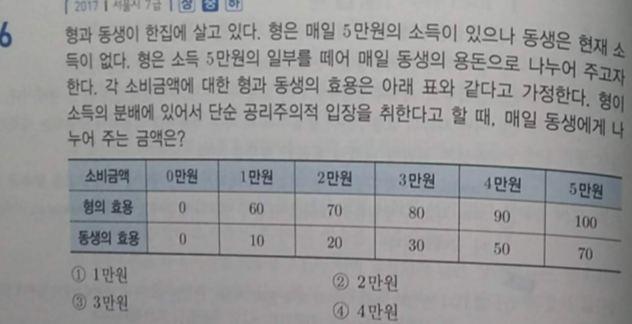 2017 | 서울시 7급 상 중 하
6 형과 동생이 한집에 살고 있다. 형은 매일 5만원의 소득이 있으나 동생은 현재 소
득이 없다. 형은 소득 5만원의 일부를 떼어 매일 동생의 용돈으로 나누어 주고자
한다. 각 소비금액에 대한 형과 동생의 효용은 아래 표와 같다고 가정한다. 형이
소득의 분배에 있어서 단순 공리주의적 입장을 취한다고 할 때, 매일 동생에게 나
누어 주는 금액은?
소비금액 0만원 1만원 2만원 3만원 4만원 5만원
형의 효용 0 60 70 80 90 100
동생의 효용 0 10 20 30 50 70
① 1만원 ② 2만원
③ 3만원 ④ 4만원